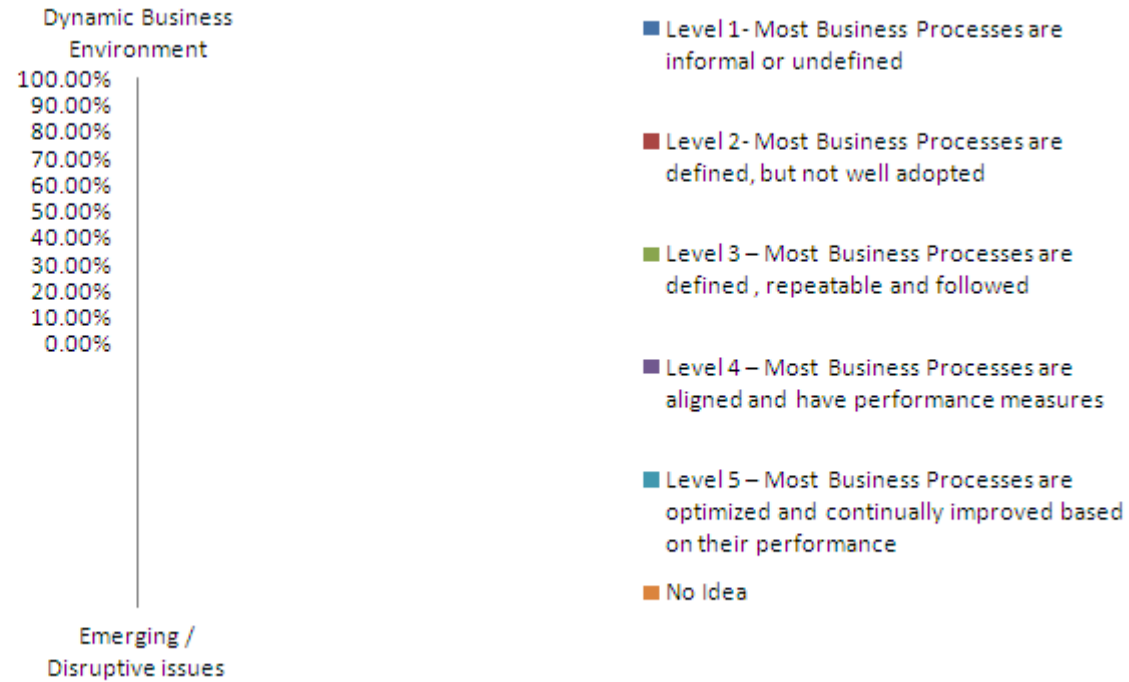 Dynamic Business
Environment
100.00%
90.00%
80.00%
70.00%
60.00%
50.00%
40.00%
30.00%
20.00%
10.00%
0.00%
Emerging /
Disruptive issues
Level 1- Most Business Processes are
informal or undefined
Level 2- Most Business Processes are
defined, but not well adopted
Level 3 – Most Business Processes are
defined , repeatable and followed
Level 4 – Most Business Processes are
aligned and have performance measures
Level 5 – Most Business Processes are
optimized and continually improved based
on their performance
No Idea